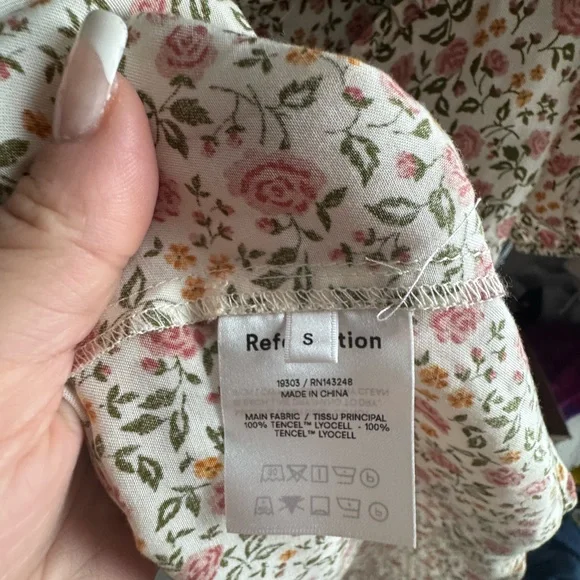 Ref S tion
19303 / RN143248
MADE IN CHINA
MAIN FABRIC / TISSU PRINCIPAL
100% TENCEL™ LYOCELL - 100%
TENCEL™ LYOCELL